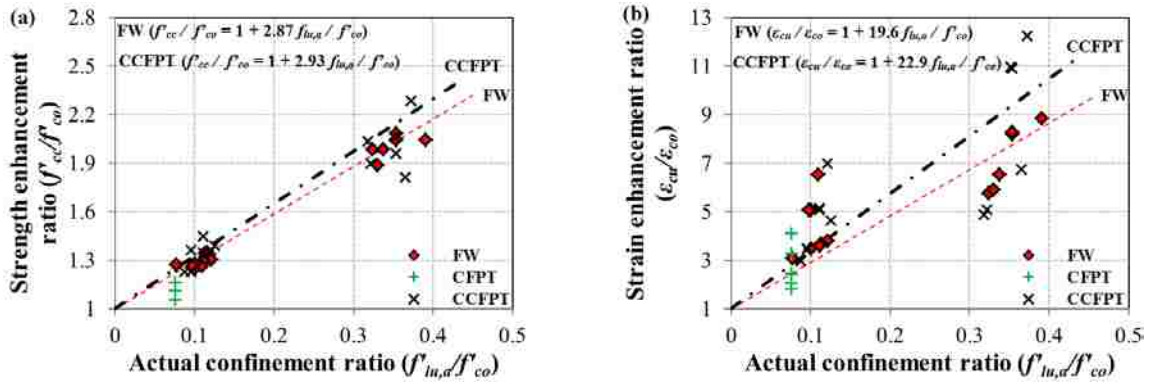 (a)
FW (f'cc / f'co = 1 + 2.87 flu,a / f'co)
CCFPT (f'cc / f'co = 1 + 2.93 flu,a / f'co)
CCFPT
FW
Strength enhancement
ratio (f'cc/f'co)
2.8
2.5
2.2
1.9
1.6
1.3
1
FW
CFPT
CCFPT
0 0.1 0.2 0.3 0.4 0.5
Actual confinement ratio (f'lu,a/f'co)
(b)
FW (εcu / εco = 1 + 19.6 flu,a / f'co)
CCFPT (εcu / εco = 1 + 22.9 flu,a / f'co)
CCFPT
FW
Strain enhancement ratio
(εcu/εco)
13
11
9
7
5
3
1
FW
CFPT
CCFPT
0 0.1 0.2 0.3 0.4 0.5
Actual confinement ratio (f'lu,a/f'co)